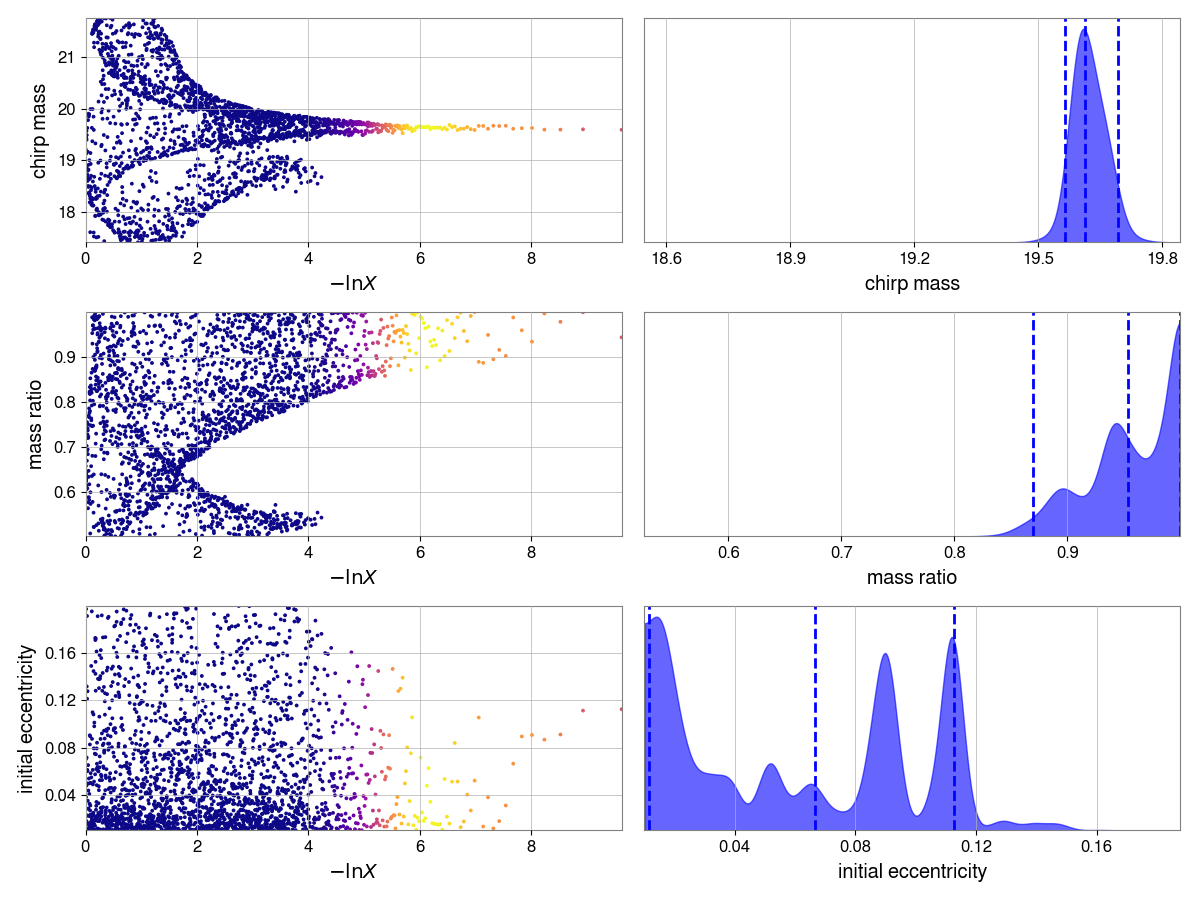 chirp mass
21
20
19
18
0 2 4 6 8
−lnX
18.6 18.9 19.2 19.5 19.8
chirp mass
mass ratio
0.9
0.8
0.7
0.6
0 2 4 6 8
−lnX
0.6 0.7 0.8 0.9
mass ratio
initial eccentricity
0.16
0.12
0.08
0.04
0 2 4 6 8
−lnX
0.04 0.08 0.12 0.16
initial eccentricity